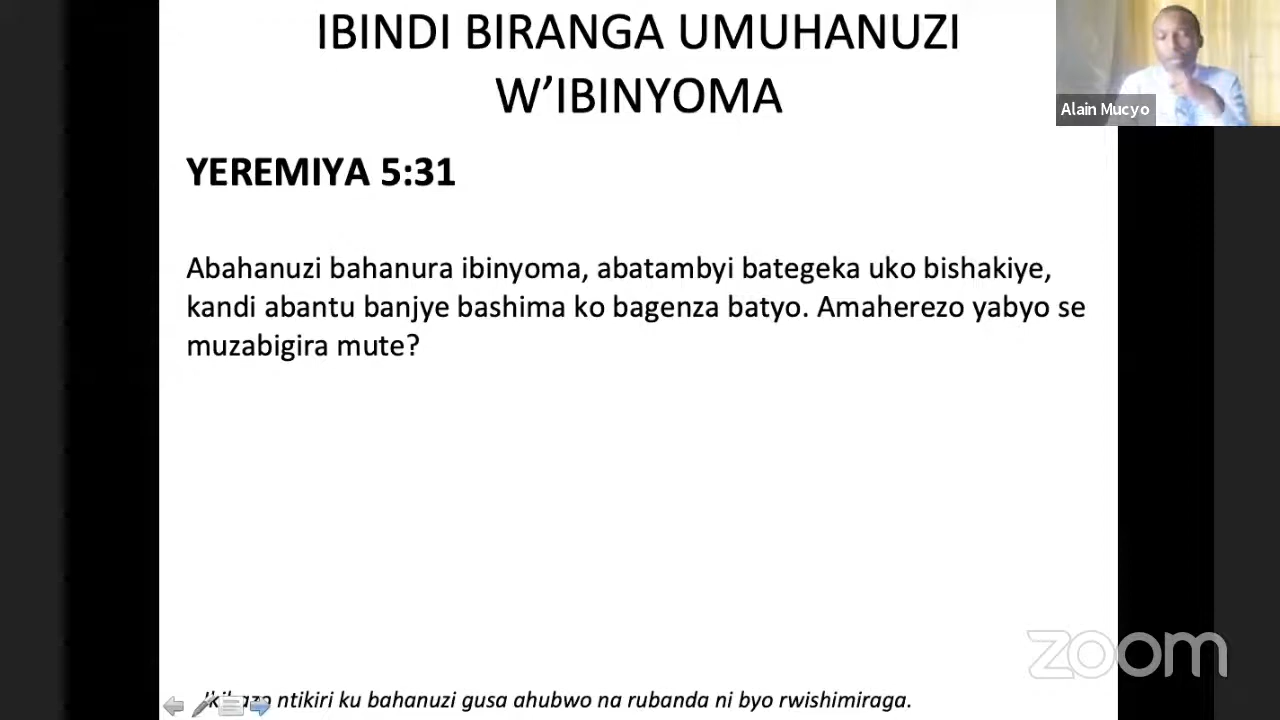 IBINDI BIRANGA UMUHANUZI
W’IBINYOMA
Alain Mucyo
YEREMIYA 5:31
Abahanuzi bahanura ibinyoma, abatambyi bategeka uko bishakiye,
kandi abantu banjye bashima ko bagenza batyo. Amaherezo yabyo se
muzabigira mute?
zoom
ntikiri ku bahanuzi gusa ahubwo na rubanda ni byo rwishimiraga.